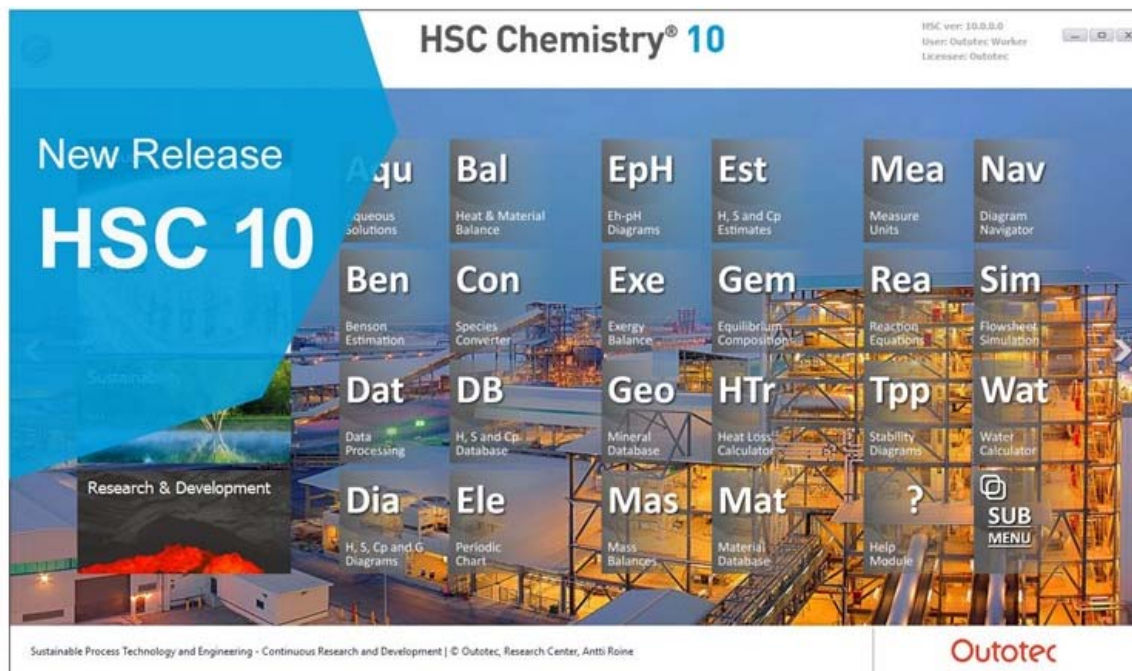 HSC Chemistry® 10
HSC ver: 10.0.0.0
User: Outotec Worker
Licensee: Outotec
New Release
HSC 10
Sustainability
Research & Development
Aqu
Aqueous
Solutions
Bal
Heat & Material
Balance
EpH
Eh-pH
Diagrams
Est
H, S and Cp
Estimates
Mea
Measure
Units
Nav
Diagram
Navigator
Ben
Benson
Estimation
Con
Species
Converter
Exe
Exergy
Balance
Gem
Equilibrium
Compositions
Rea
Reaction
Equations
Sim
Flowsheet
Simulation
Dat
Data
Processing
DB
H, S and Cp
Database
Geo
Mineral
Database
HTr
Heat Loss
Calculator
Tpp
Stability
Diagrams
Wat
Water
Calculator
Dia
H, S, Cp and G
Diagrams
Ele
Periodic
Chart
Mas
Mass
Balances
Mat
Material
Database
?
Help
Module
SUB
MENU
Sustainable Process Technology and Engineering - Continuous Research and Development | © Outotec, Research Center, Antti Roine
Outotec